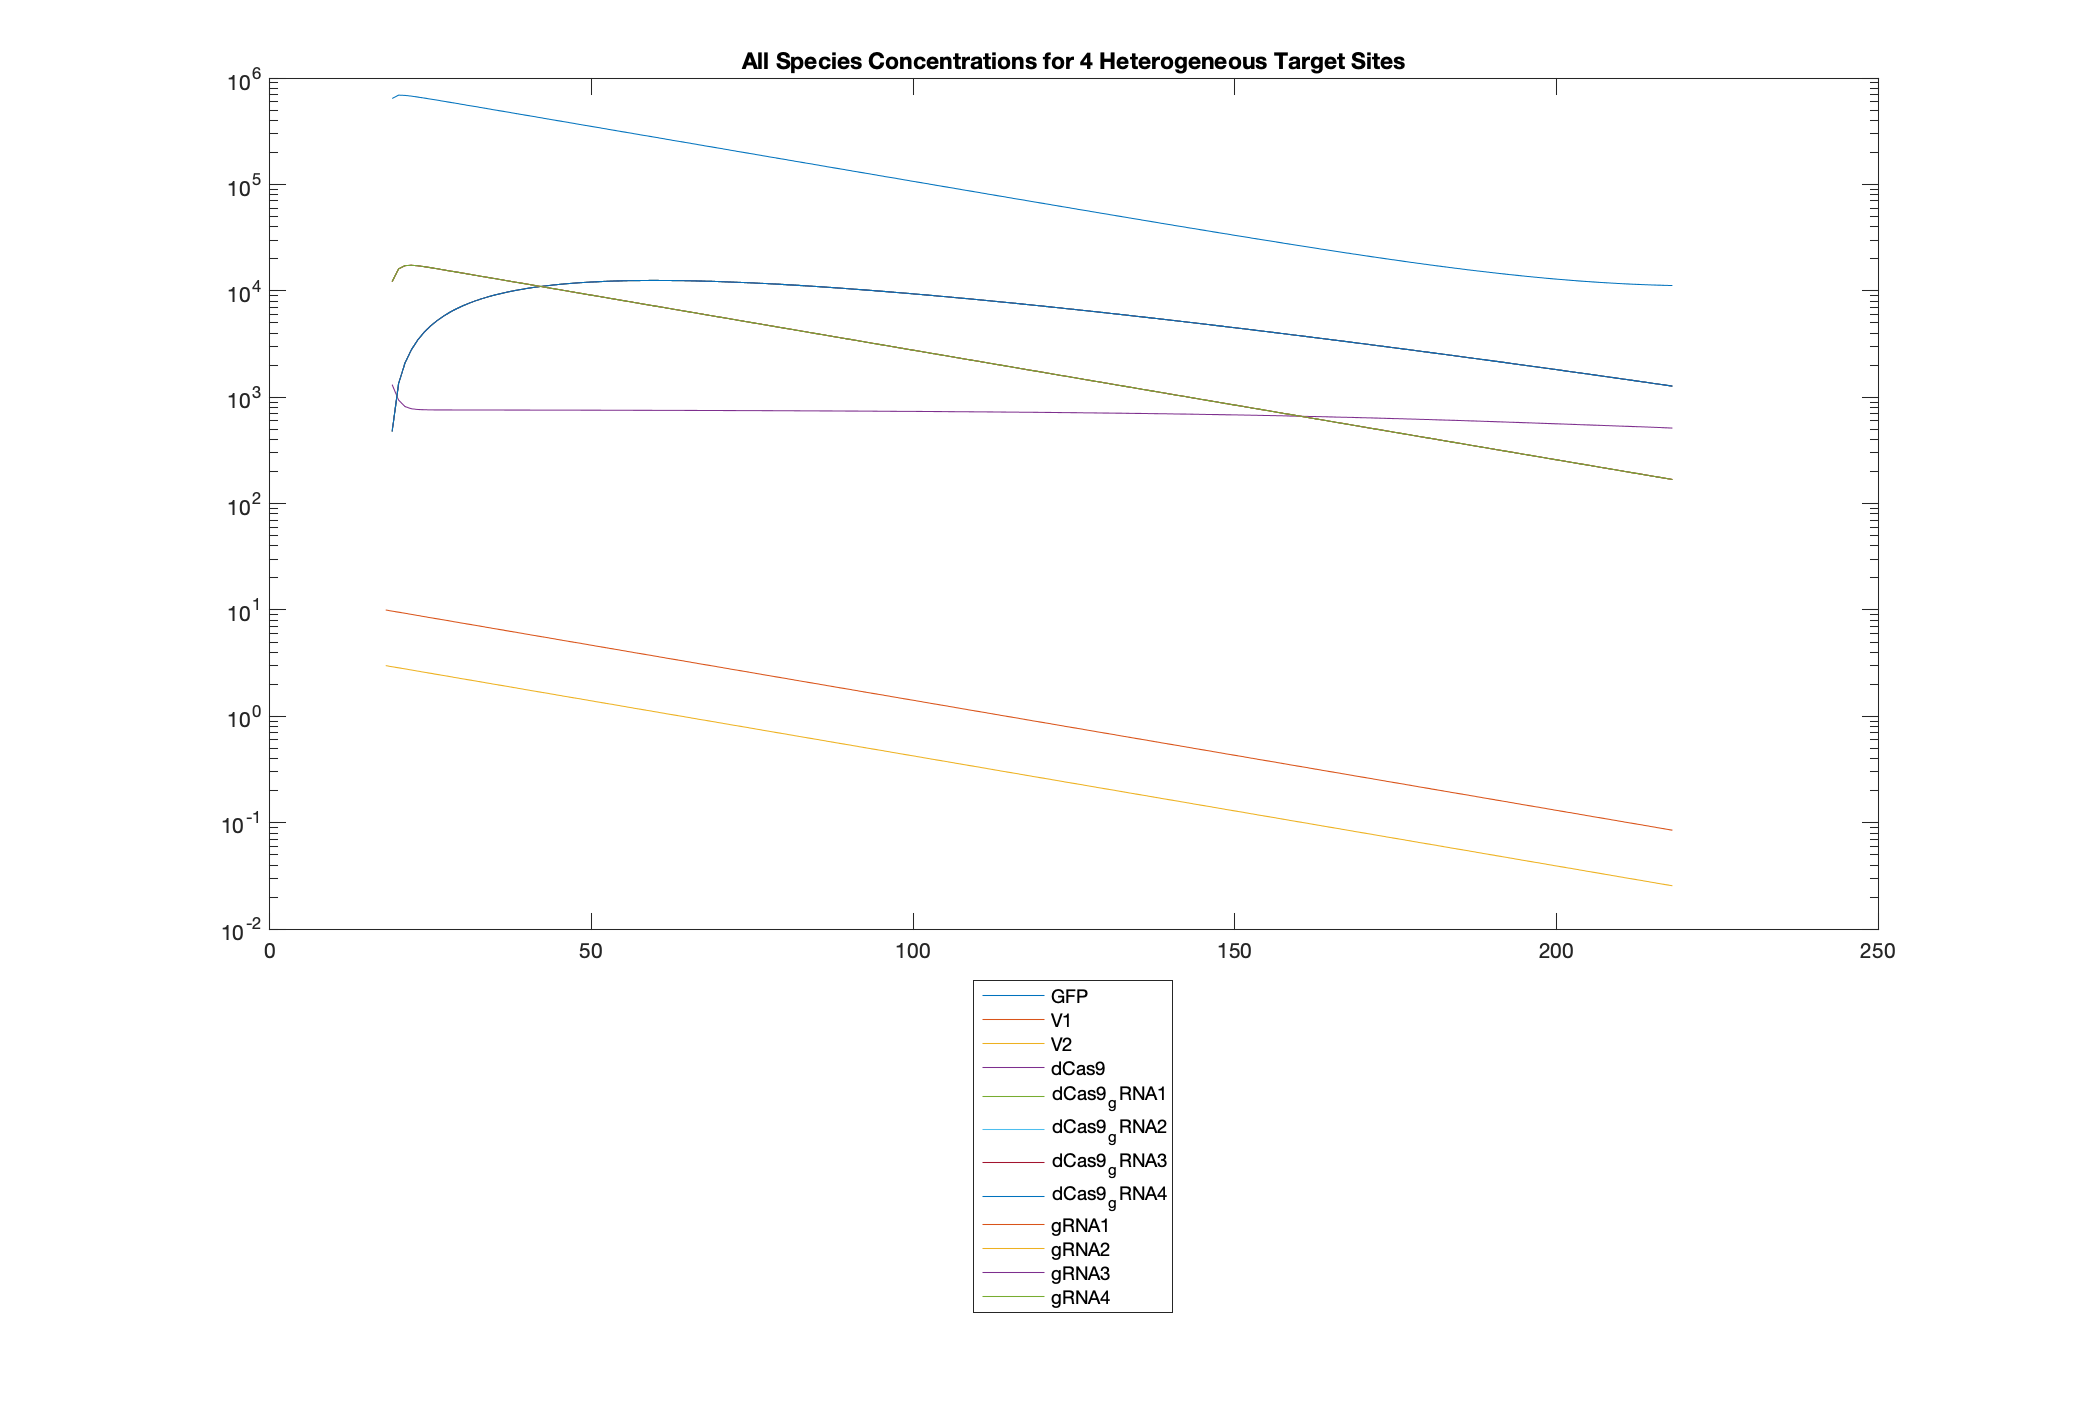 All Species Concentrations for 4 Heterogeneous Target Sites
10^6
10^5
10^4
10^3
10^2
10^1
10^0
10^-1
10^-2
0 50 100 150 200 250
GFP
V1
V2
dCas9
dCas9_gRNA1
dCas9_gRNA2
dCas9_gRNA3
dCas9_gRNA4
gRNA1
gRNA2
gRNA3
gRNA4